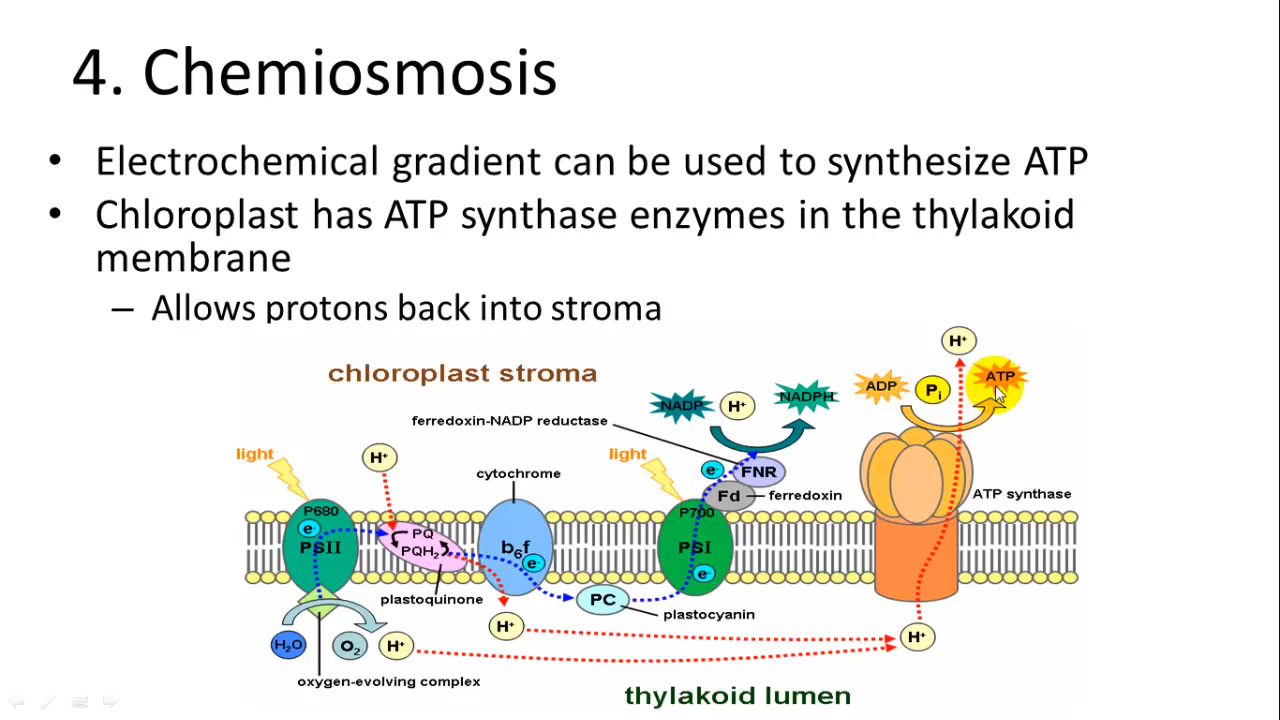 4. Chemiosmosis
• Electrochemical gradient can be used to synthesize ATP
• Chloroplast has ATP synthase enzymes in the thylakoid
membrane
– Allows protons back into stroma
H⁺
chloroplast stroma
ADP
Pᵢ
ATP
NADP
H⁺
NADPH
ferredoxin-NADP reductase
light
H⁺
cytochrome
light
e⁻
FNR
Fd
ferredoxin
ATP synthase
P680
e⁻
PSII
PQ
PQH₂
b₆f
e⁻
P700
PSI
e⁻
plastoquinone
PC
plastocyanin
H₂O
O₂
H⁺
H⁺
H⁺
oxygen-evolving complex
thylakoid lumen